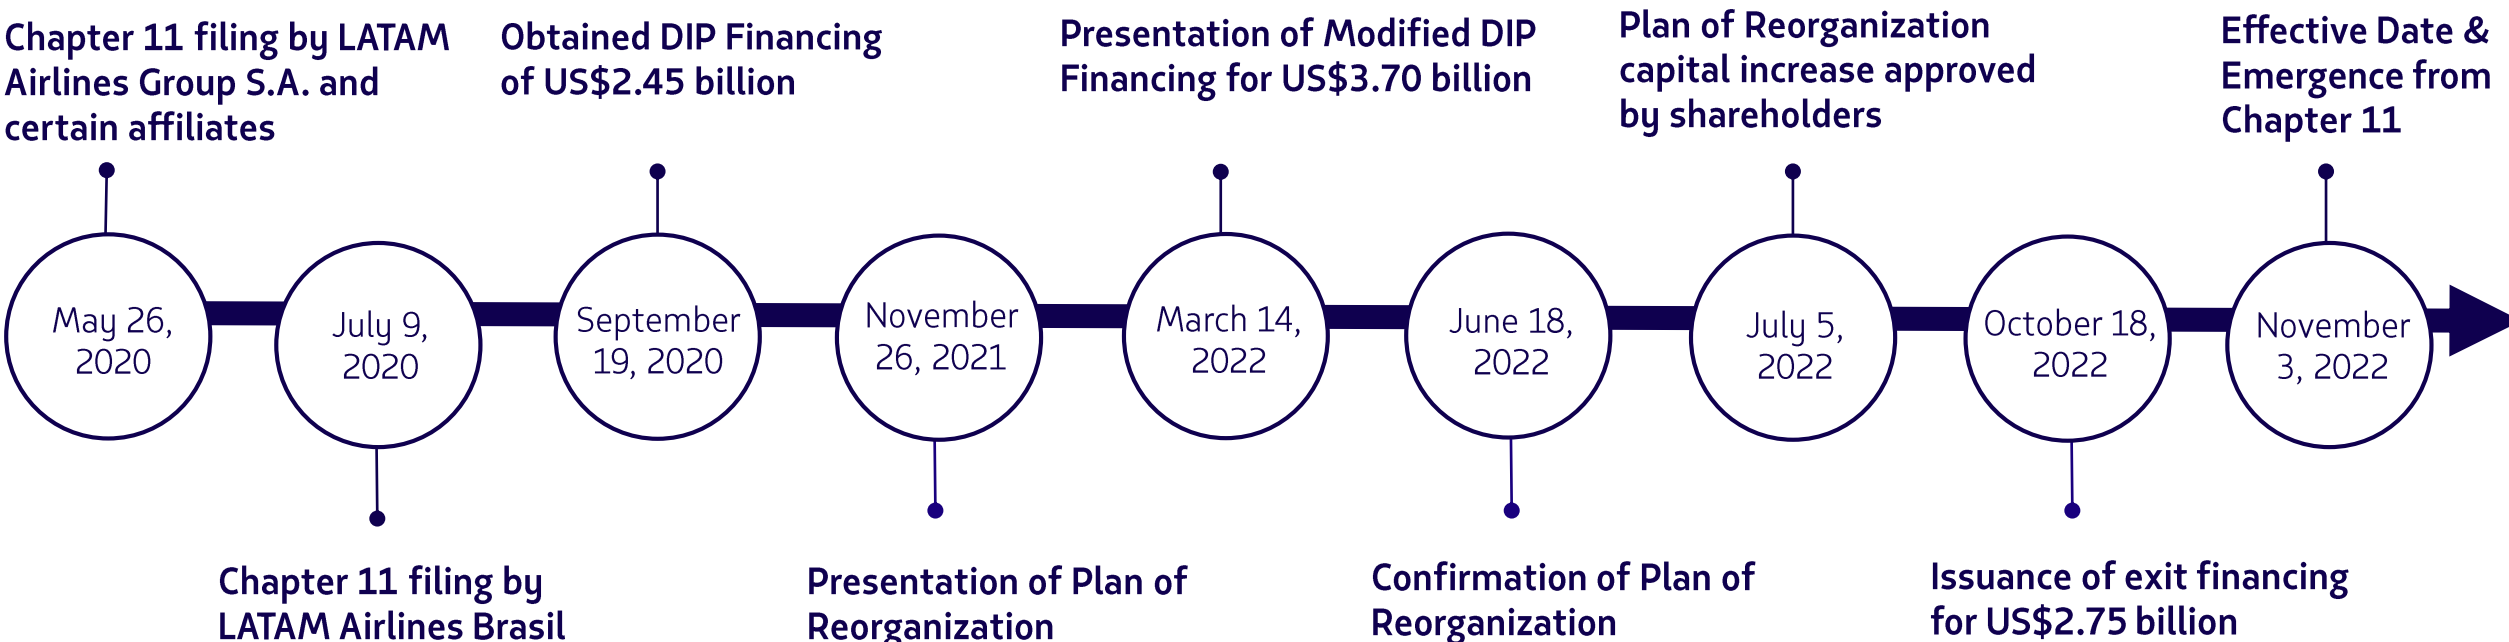 Chapter 11 filing by LATAM
Airlines Group S.A. and
certain affiliates
Obtained DIP Financing
of US$2.45 billion
Presentation of Modified DIP
Financing for US$3.70 billion
Plan of Reorganization
capital increase approved
by shareholders
Effective Date &
Emergence from
Chapter 11
May 26,
2020
July 9,
2020
September
19, 2020
November
26, 2021
March 14,
2022
June 18,
2022
July 5,
2022
October 18,
2022
November
3, 2022
Chapter 11 filing by
LATAM Airlines Brasil
Presentation of Plan of
Reorganization
Confirmation of Plan of
Reorganization
Issuance of exit financing
for US$2.75 billion